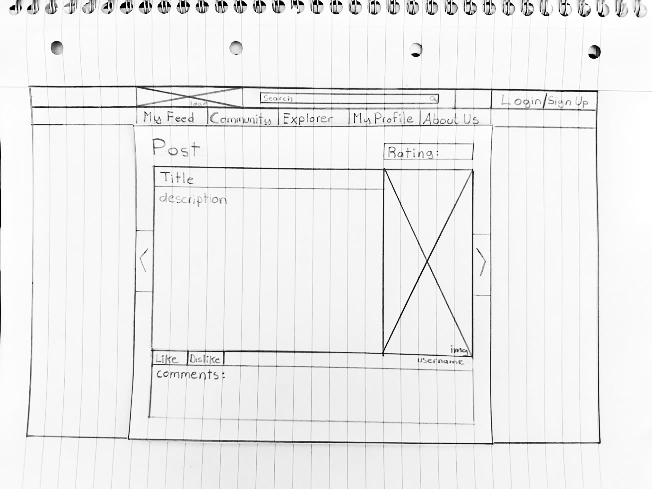 logo
Search
Login/Sign Up
My Feed
Community
Explorer
My Profile
About Us
Post
Rating:
Title
description
img
Like
Dislike
username
comments: